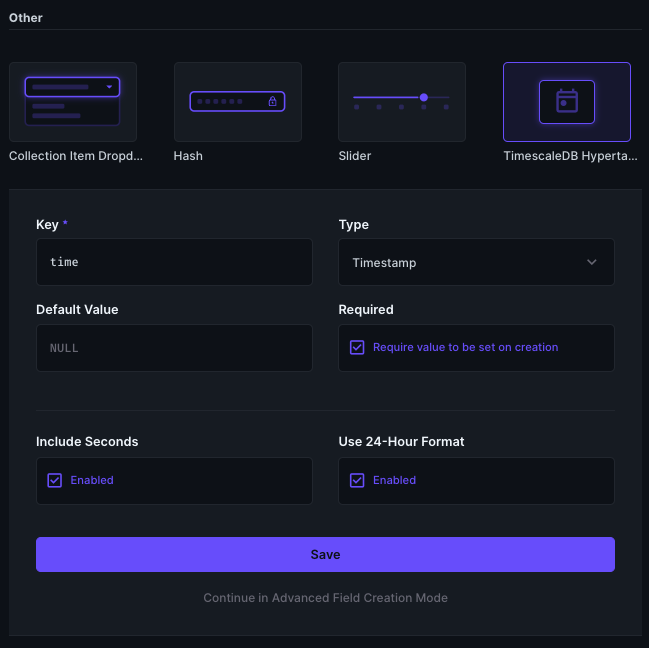 Other
Collection Item Dropd...
Hash
Slider
TimescaleDB Hyperta...
Key *
Type
time
Timestamp
Default Value
Required
NULL
Require value to be set on creation
Include Seconds
Use 24-Hour Format
Enabled
Enabled
Save
Continue in Advanced Field Creation Mode